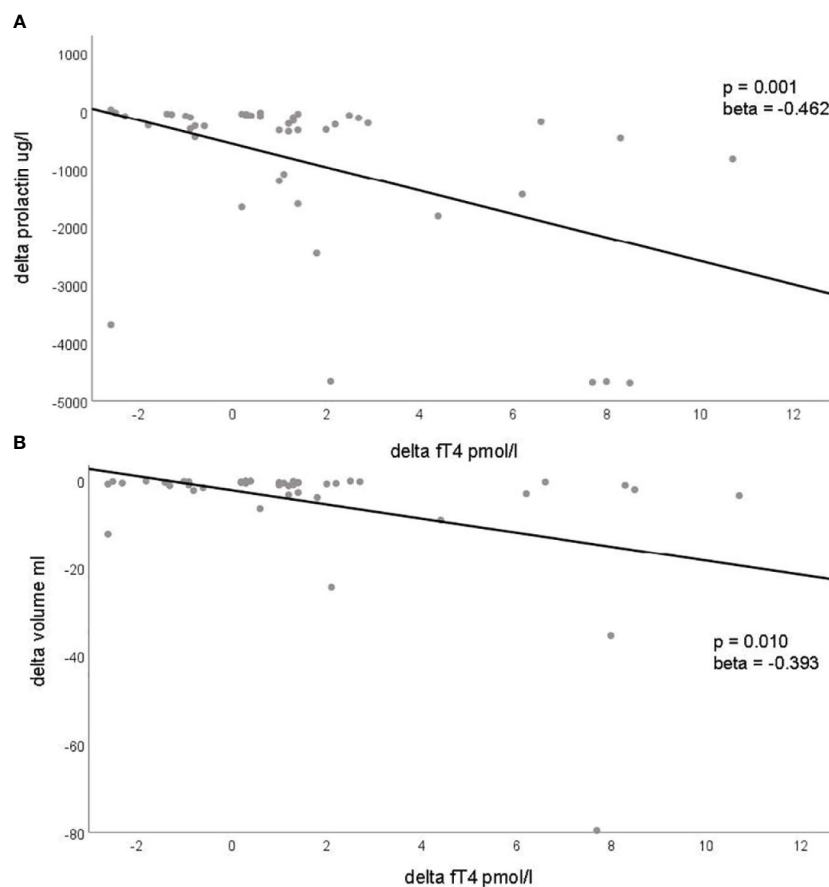 A
1000
0
-1000
-2000
-3000
-4000
-5000
delta prolactin ug/l
p = 0.001
beta = -0.462
-2 0 2 4 6 8 10 12
delta fT4 pmol/l
B
0
-20
-40
-60
-80
delta volume ml
p = 0.010
beta = -0.393
-2 0 2 4 6 8 10 12
delta fT4 pmol/l